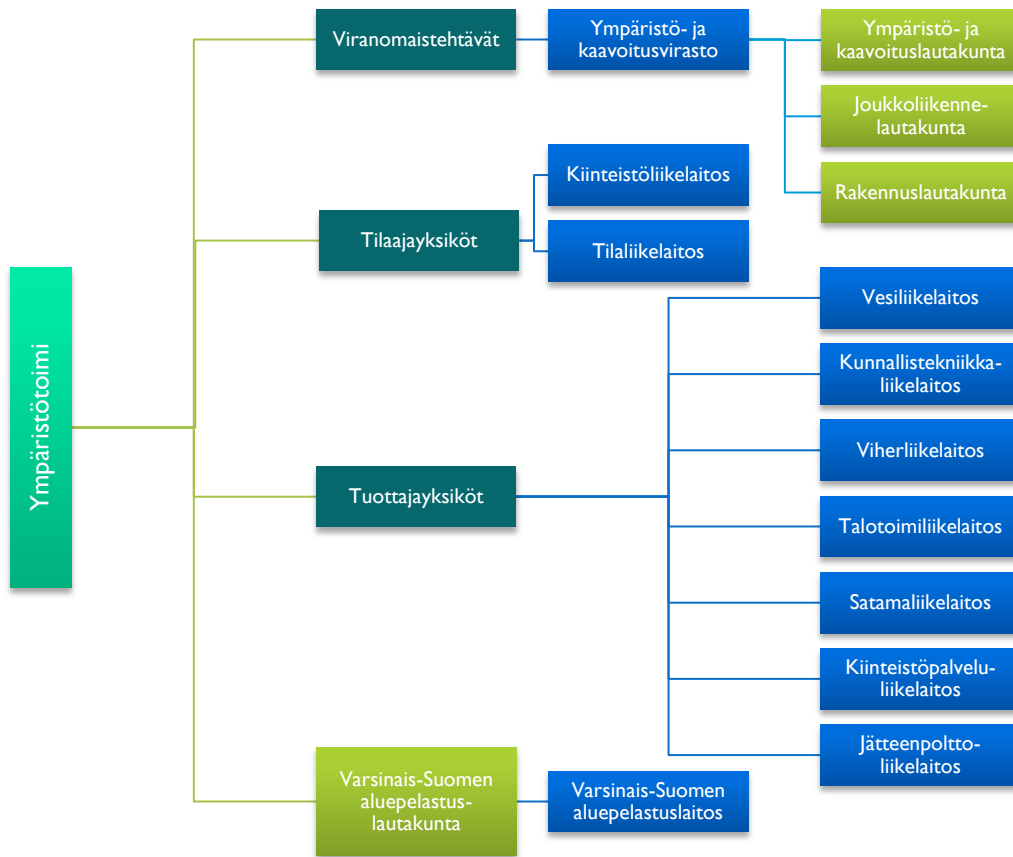 Ympäristötoimi
Viranomaistehtävät
Ympäristö- ja
kaavoitusvirasto
Ympäristö- ja
kaavoituslautakunta
Joukkoliikenne-
lautakunta
Rakennuslautakunta
Tilaajayksiköt
Kiinteistöliikelaitos
Tilaliikelaitos
Tuottajayksiköt
Vesiliikelaitos
Kunnallistekniikka-
liikelaitos
Viherliikelaitos
Talotoimiliikelaitos
Satamaliikelaitos
Kiinteistöpalvelu-
liikelaitos
Jätteenpoltto-
liikelaitos
Varsinais-Suomen
aluepelastus-
lautakunta
Varsinais-Suomen
aluepelastuslaitos